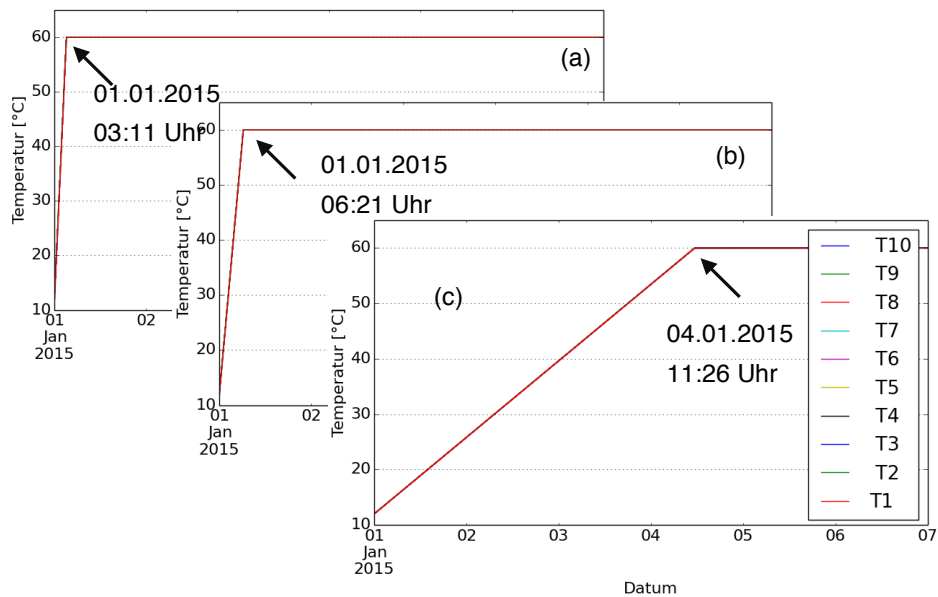 60
50
40
30
20
10
Temperatur [°C]
01
Jan
2015
02
(a)
01.01.2015
03:11 Uhr
60
50
40
30
20
10
Temperatur [°C]
01
Jan
2015
02
(b)
01.01.2015
06:21 Uhr
60
50
40
30
20
10
Temperatur [°C]
(c)
04.01.2015
11:26 Uhr
T10
T9
T8
T7
T6
T5
T4
T3
T2
T1
01 02 03 04 05 06 07
Jan
2015
Datum